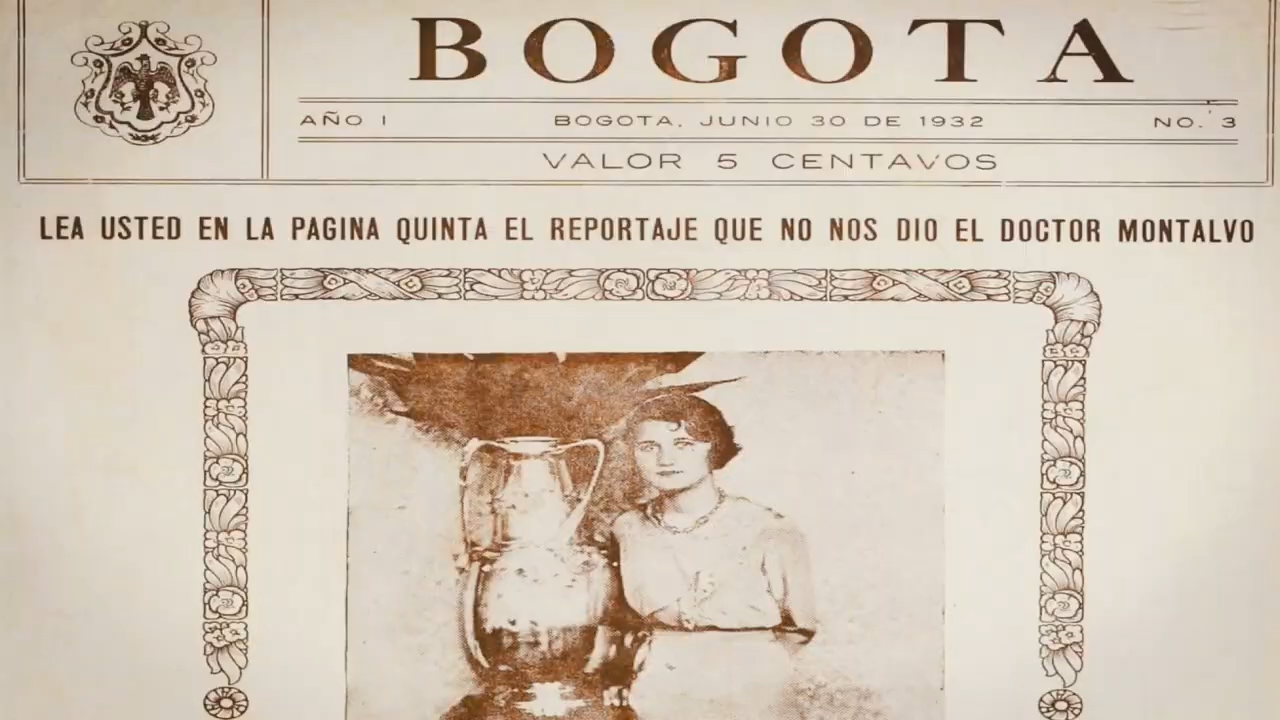 BOGOTA
AÑO I BOGOTA, JUNIO 30 DE 1932 NO. 3
VALOR 5 CENTAVOS
LEA USTED EN LA PAGINA QUINTA EL REPORTAJE QUE NO NOS DIO EL DOCTOR MONTALVO